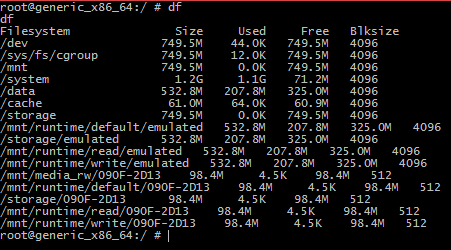 root@generic_x86_64:/ # df
df
Filesystem Size Used Free Blksize
/dev 749.5M 44.0K 749.5M 4096
/sys/fs/cgroup 749.5M 12.0K 749.5M 4096
/mnt 749.5M 0.0K 749.5M 4096
/system 1.2G 1.1G 71.2M 4096
/data 532.8M 207.8M 325.0M 4096
/cache 61.0M 64.0K 60.9M 4096
/storage 749.5M 0.0K 749.5M 4096
/mnt/runtime/default/emulated 532.8M 207.8M 325.0M 4096
/storage/emulated 532.8M 207.8M 325.0M 4096
/mnt/runtime/read/emulated 532.8M 207.8M 325.0M 4096
/mnt/runtime/write/emulated 532.8M 207.8M 325.0M 4096
/mnt/media_rw/090F-2D13 98.4M 4.5K 98.4M 512
/mnt/runtime/default/090F-2D13 98.4M 4.5K 98.4M 512
/storage/090F-2D13 98.4M 4.5K 98.4M 512
/mnt/runtime/read/090F-2D13 98.4M 4.5K 98.4M 512
/mnt/runtime/write/090F-2D13 98.4M 4.5K 98.4M 512
root@generic_x86_64:/ #